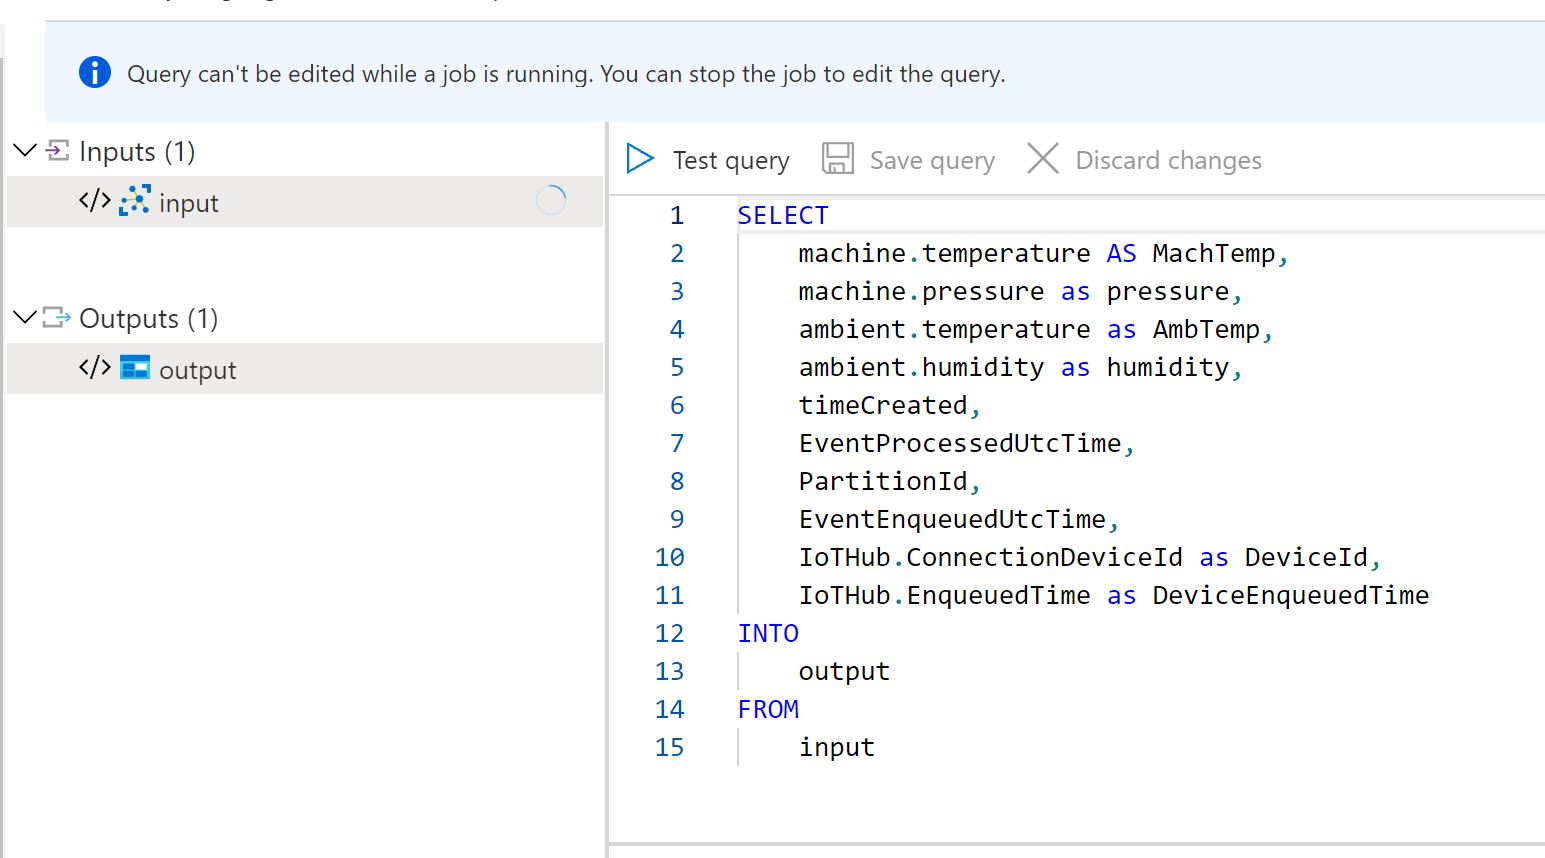 Query can't be edited while a job is running. You can stop the job to edit the query.
Inputs (1)
</> input
Outputs (1)
</> output
Test query Save query Discard changes
1 SELECT
2 machine.temperature AS MachTemp,
3 machine.pressure as pressure,
4 ambient.temperature as AmbTemp,
5 ambient.humidity as humidity,
6 timeCreated,
7 EventProcessedUtcTime,
8 PartitionId,
9 EventEnqueuedUtcTime,
10 IoTHub.ConnectionDeviceId as DeviceId,
11 IoTHub.EnqueuedTime as DeviceEnqueuedTime
12 INTO
13 output
14 FROM
15 input